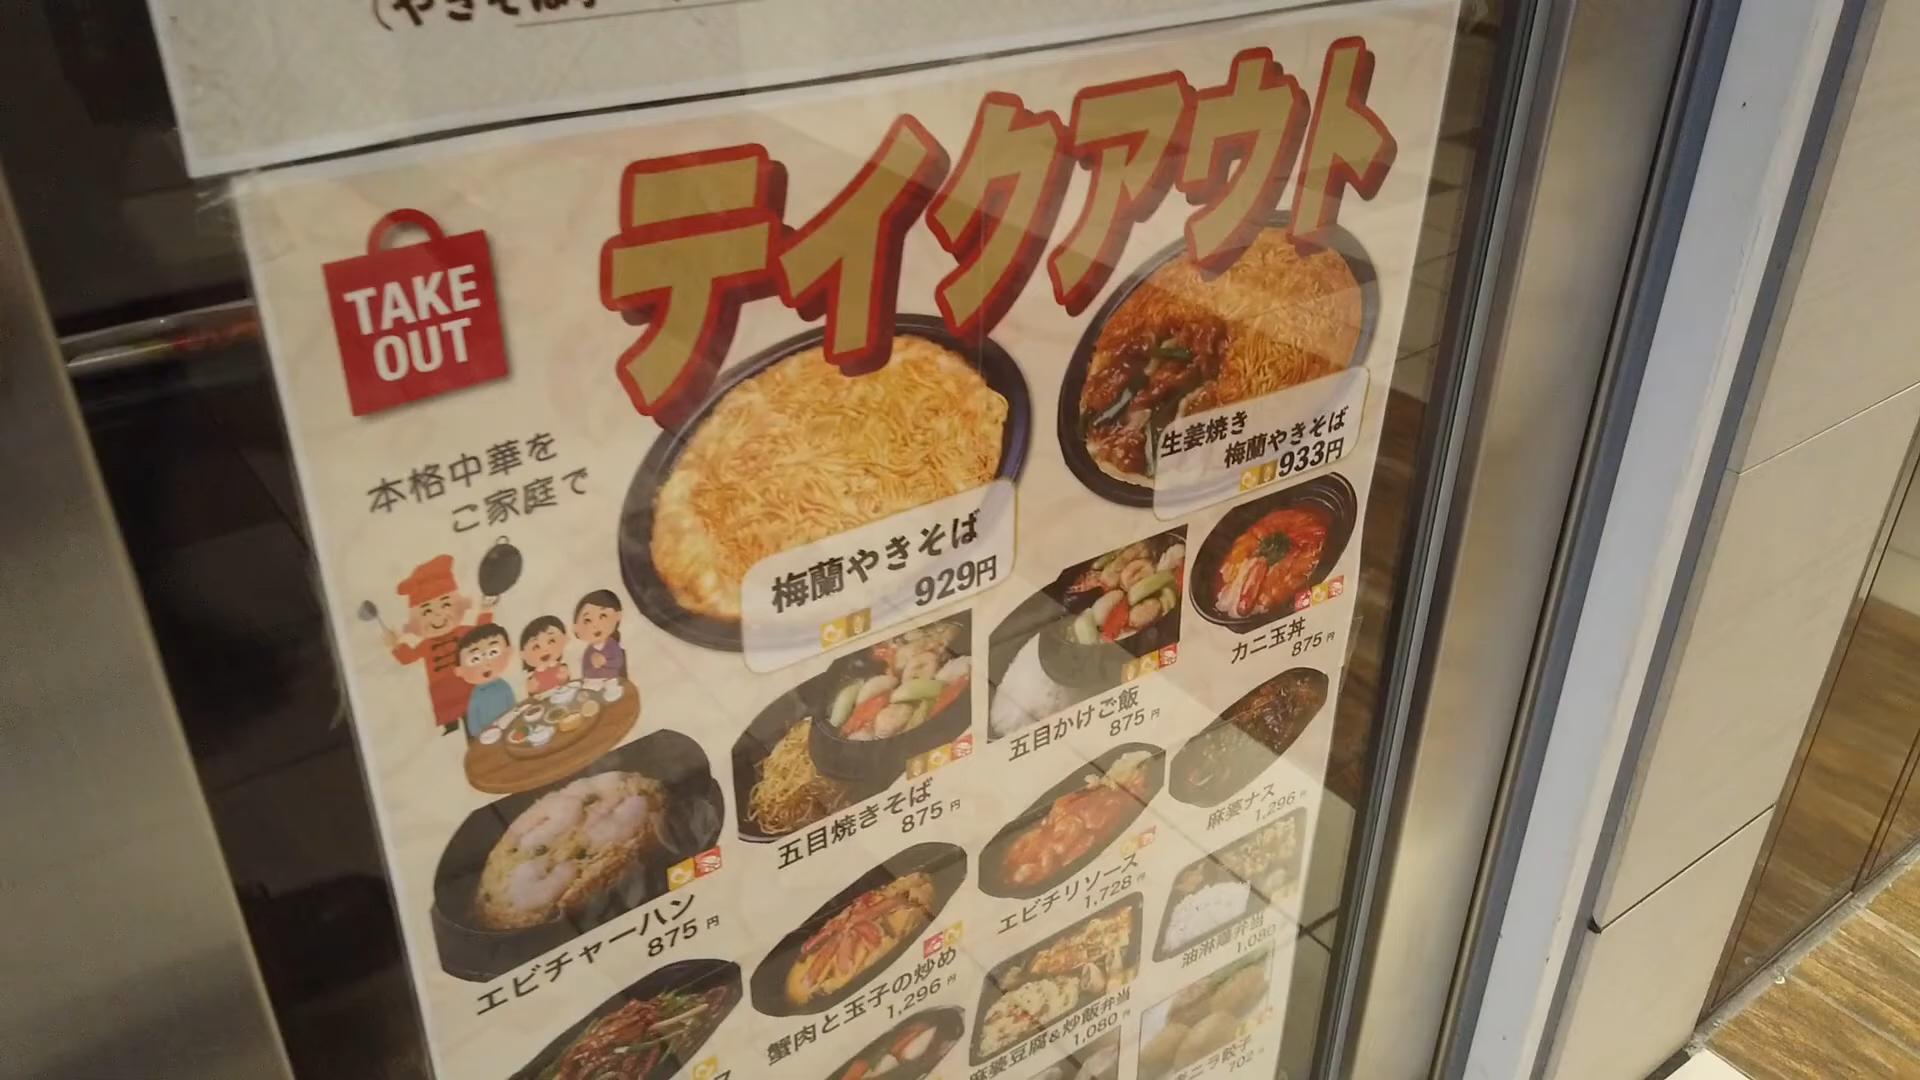 (やきそば
テイクアウト
TAKE
OUT
本格中華を
ご家庭で
生姜焼き
梅蘭やきそば
933円
梅蘭やきそば
929円
カニ玉丼
875円
五目かけご飯
875円
五目焼きそば
875円
麻婆ナス
1,296円
エビチャーハン
875円
エビチリソース
1,728円
蟹肉と玉子の炒め
1,296円
油淋鶏弁当
1,080
麻婆豆腐&炒飯弁当
1,080円
ニラ餃子
702